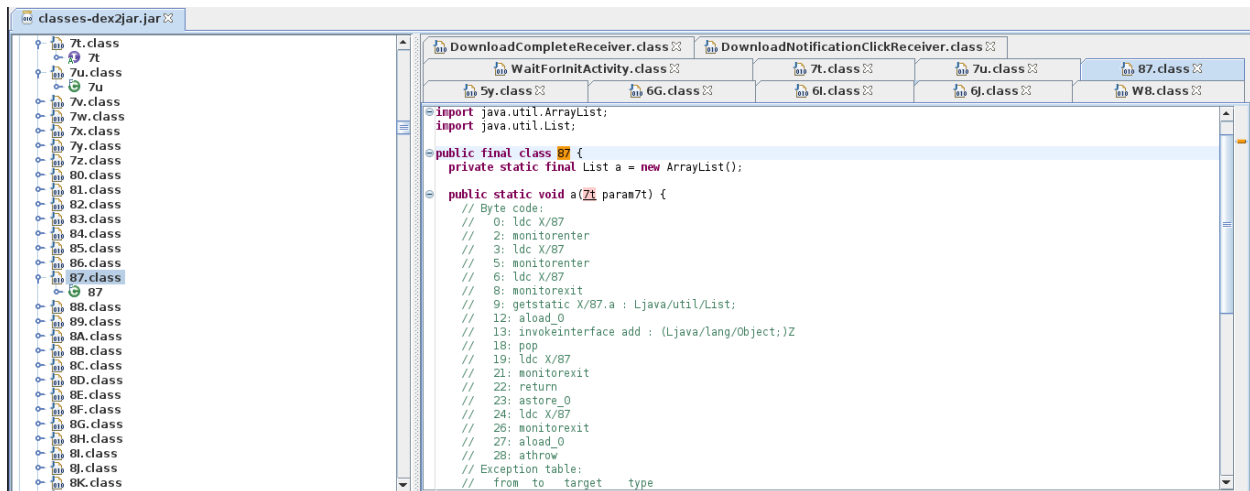 classes-dex2jar.jar
7t.class
7t
7u.class
7u
7v.class
7w.class
7x.class
7y.class
7z.class
80.class
81.class
82.class
83.class
84.class
85.class
86.class
87.class
87
88.class
89.class
8A.class
8B.class
8C.class
8D.class
8E.class
8F.class
8G.class
8H.class
8I.class
8J.class
8K.class
DownloadCompleteReceiver.class DownloadNotificationClickReceiver.class
WaitForInitActivity.class 7t.class 7u.class 87.class
5y.class 6G.class 6I.class 6J.class W8.class
import java.util.ArrayList;
import java.util.List;
public final class 87 {
private static final List a = new ArrayList();
public static void a(7t param7t) {
// Byte code:
// 0: ldc X/87
// 2: monitorenter
// 3: ldc X/87
// 5: monitorenter
// 6: ldc X/87
// 8: monitorexit
// 9: getstatic X/87.a : Ljava/util/List;
// 12: aload_0
// 13: invokeinterface add : (Ljava/lang/Object;)Z
// 18: pop
// 19: ldc X/87
// 21: monitorexit
// 22: return
// 23: astore_0
// 24: ldc X/87
// 26: monitorexit
// 27: aload_0
// 28: athrow
// Exception table:
// from to target type